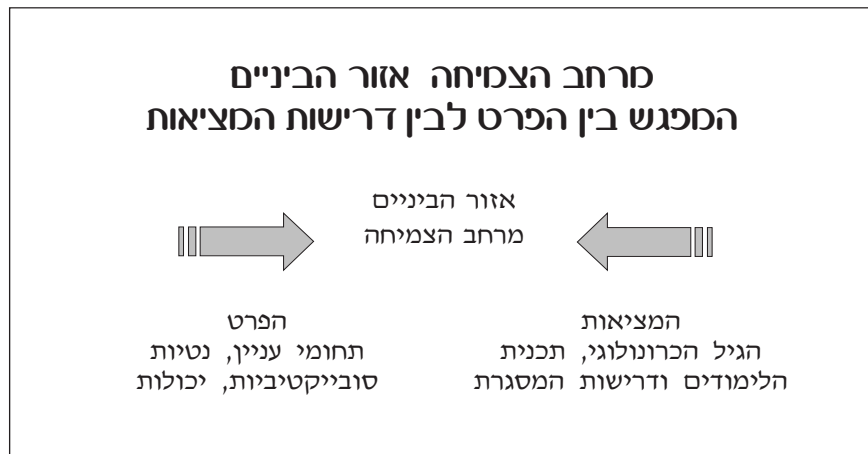 מרחב הצמיחה אזור הביניים
המפגש בין הפרט לבין דרישות המציאות
אזור הביניים
מרחב הצמיחה
המציאות
הגיל הכרונולוגי, תכנית
הלימודים ודרישות המסגרת
הפרט
תחומי עניין, נטיות
סובייקטיביות, יכולות